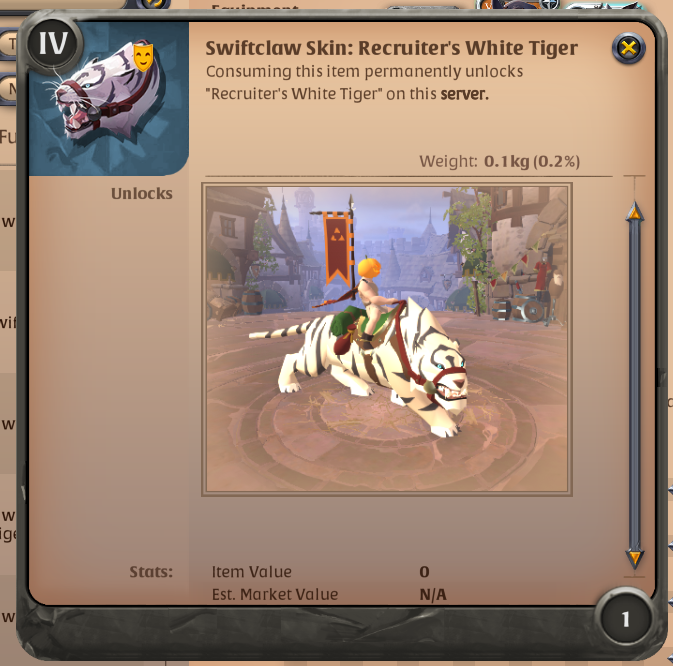 IV
Swiftclaw Skin: Recruiter's White Tiger
Consuming this item permanently unlocks
"Recruiter's White Tiger" on this server.
Weight: 0.1kg (0.2%)
Unlocks
Stats:
Item Value 0
Est. Market Value N/A
1